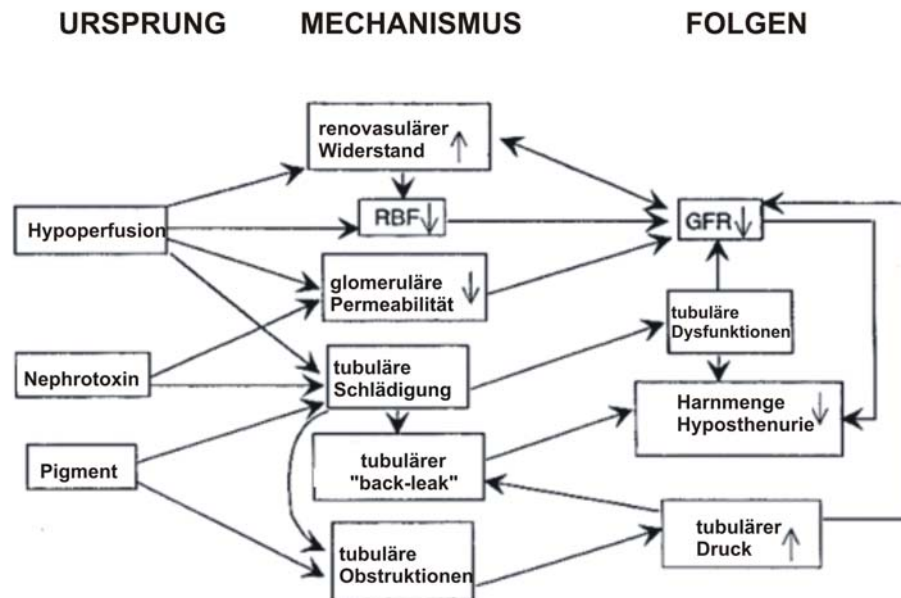 URSPRUNG MECHANISMUS FOLGEN
renovasulärer
Widerstand ↑
Hypoperfusion
RBF ↓
GFR ↓
glomeruläre
Permeabilität ↓
tubuläre
Dysfunktionen
Nephrotoxin
tubuläre
Schlädigung
Harnmenge
Hyposthenurie ↓
Pigment
tubulärer
"back-leak"
tubuläre
Obstruktionen
tubulärer
Druck ↑